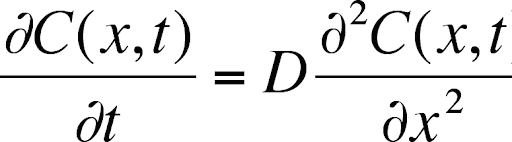 ∂C(x,t)/∂t = D ∂²C(x,t)/∂x²